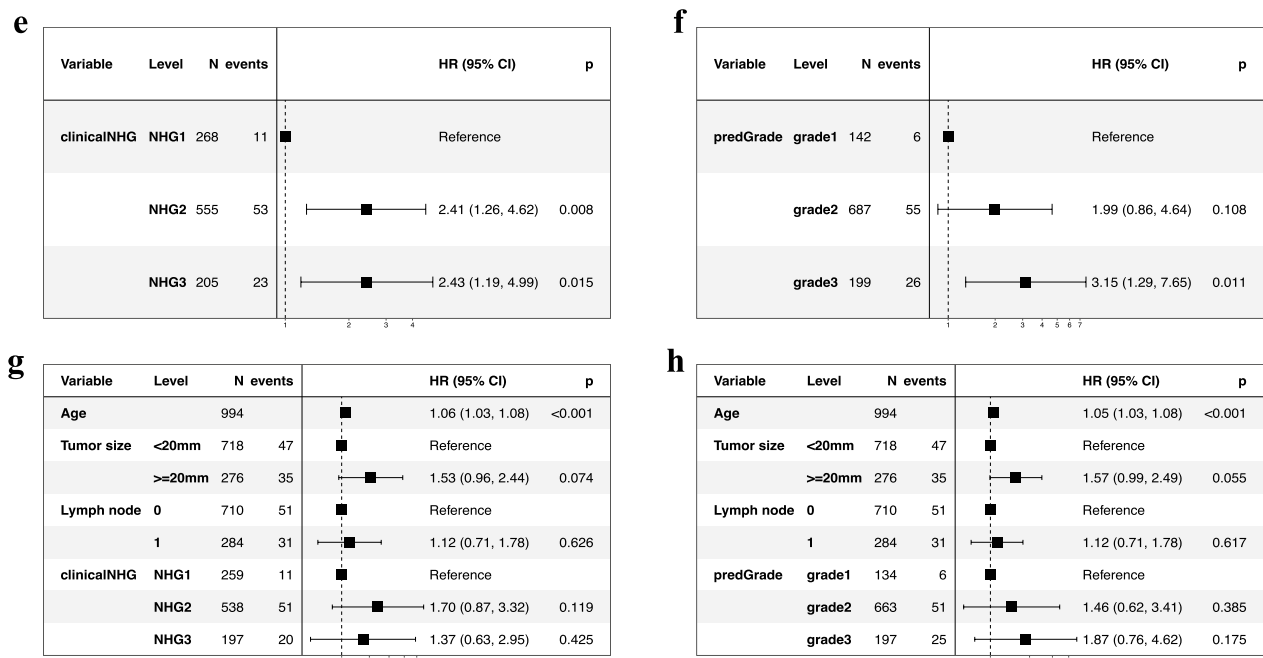 e
Variable Level N events HR (95% CI) p
clinicalNHG NHG1 268 11 Reference
NHG2 555 53 2.41 (1.26, 4.62) 0.008
NHG3 205 23 2.43 (1.19, 4.99) 0.015
1 2 3 4
f
Variable Level N events HR (95% CI) p
predGrade grade1 142 6 Reference
grade2 687 55 1.99 (0.86, 4.64) 0.108
grade3 199 26 3.15 (1.29, 7.65) 0.011
1 2 3 4 5 6 7
g
Variable Level N events HR (95% CI) p
Age 994 1.06 (1.03, 1.08) <0.001
Tumor size <20mm 718 47 Reference
>=20mm 276 35 1.53 (0.96, 2.44) 0.074
Lymph node 0 710 51 Reference
1 284 31 1.12 (0.71, 1.78) 0.626
clinicalNHG NHG1 259 11 Reference
NHG2 538 51 1.70 (0.87, 3.32) 0.119
NHG3 197 20 1.37 (0.63, 2.95) 0.425
h
Variable Level N events HR (95% CI) p
Age 994 1.05 (1.03, 1.08) <0.001
Tumor size <20mm 718 47 Reference
>=20mm 276 35 1.57 (0.99, 2.49) 0.055
Lymph node 0 710 51 Reference
1 284 31 1.12 (0.71, 1.78) 0.617
predGrade grade1 134 6 Reference
grade2 663 51 1.46 (0.62, 3.41) 0.385
grade3 197 25 1.87 (0.76, 4.62) 0.175